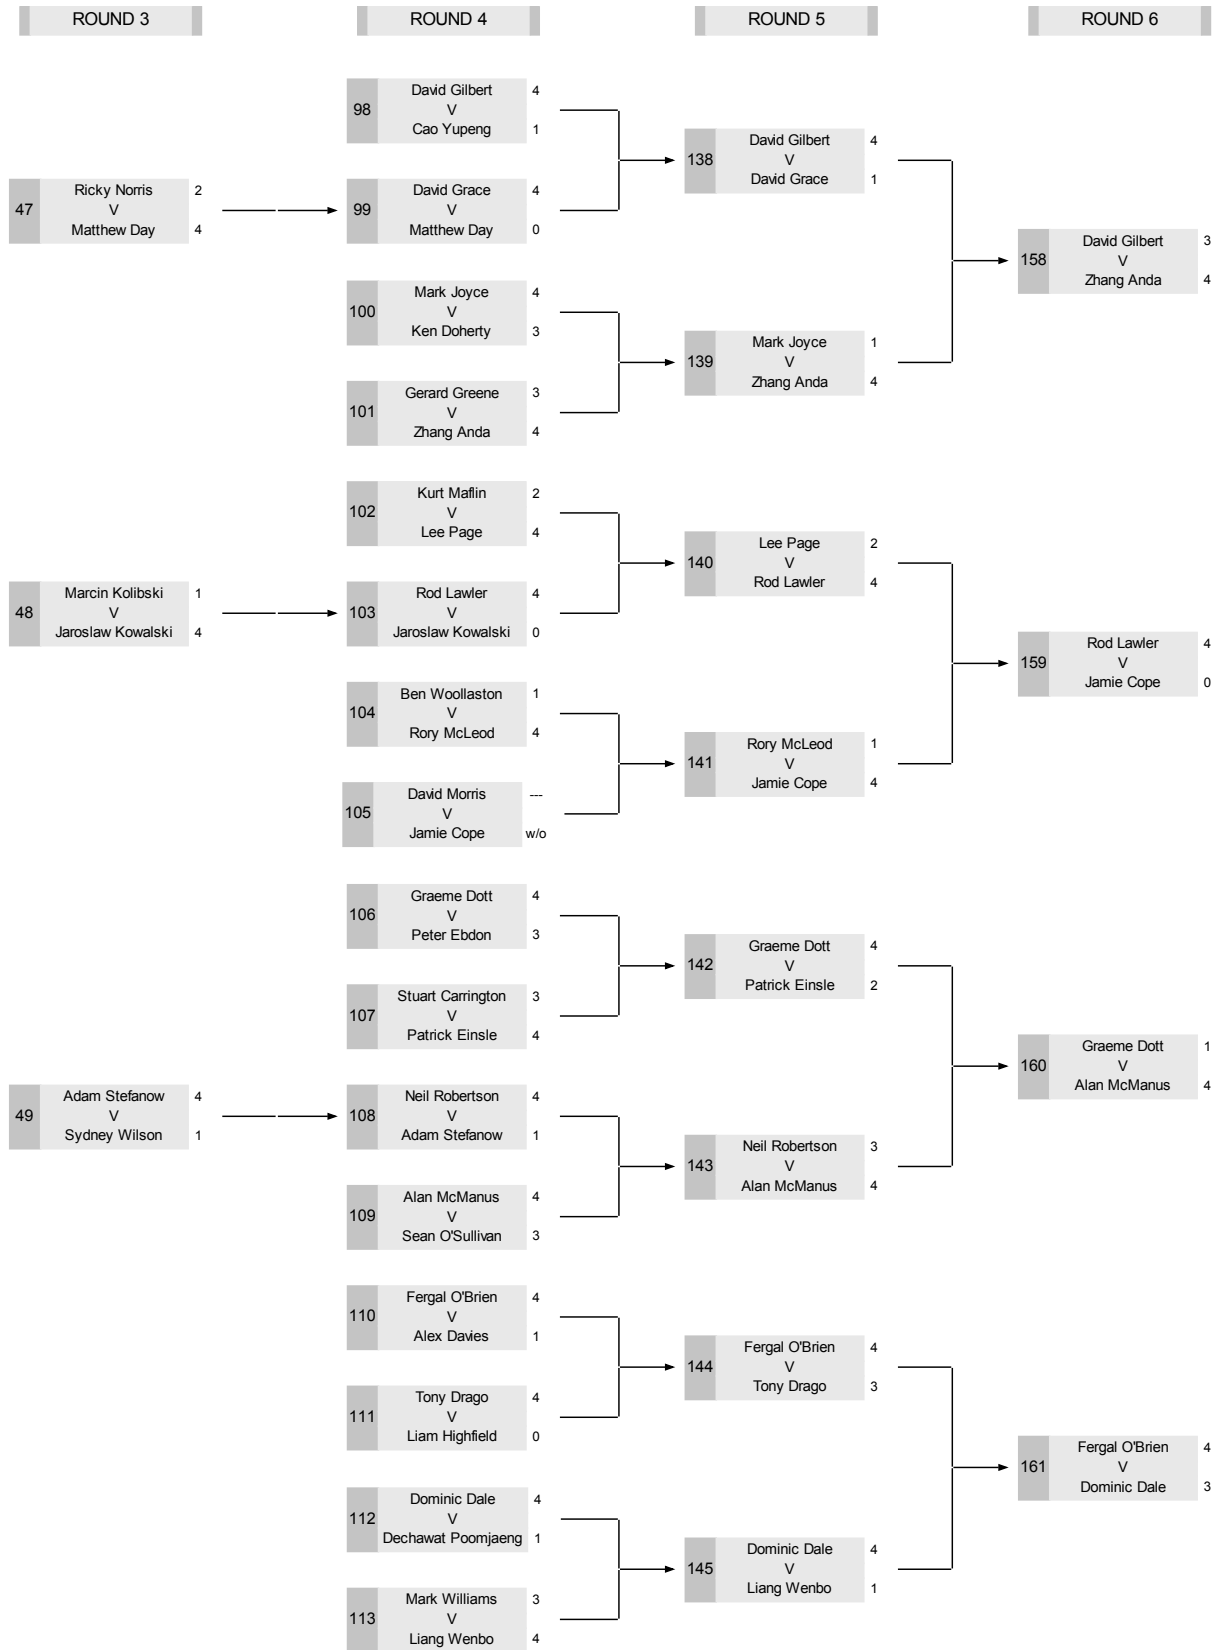 ROUND 3
ROUND 4
ROUND 5
ROUND 6
47
Ricky Norris 2
V
Matthew Day 4
48
Marcin Kolibski 1
V
Jaroslaw Kowalski 4
49
Adam Stefanow 4
V
Sydney Wilson 1
98
David Gilbert 4
V
Cao Yupeng 1
99
David Grace 4
V
Matthew Day 0
100
Mark Joyce 4
V
Ken Doherty 3
101
Gerard Greene 3
V
Zhang Anda 4
102
Kurt Maflin 2
V
Lee Page 4
103
Rod Lawler 4
V
Jaroslaw Kowalski 0
104
Ben Woollaston 1
V
Rory McLeod 4
105
David Morris ---
V
Jamie Cope w/o
106
Graeme Dott 4
V
Peter Ebdon 3
107
Stuart Carrington 3
V
Patrick Einsle 4
108
Neil Robertson 4
V
Adam Stefanow 1
109
Alan McManus 4
V
Sean O'Sullivan 3
110
Fergal O'Brien 4
V
Alex Davies 1
111
Tony Drago 4
V
Liam Highfield 0
112
Dominic Dale 4
V
Dechawat Poomjaeng 1
113
Mark Williams 3
V
Liang Wenbo 4
138
David Gilbert 4
V
David Grace 1
139
Mark Joyce 1
V
Zhang Anda 4
140
Lee Page 2
V
Rod Lawler 4
141
Rory McLeod 1
V
Jamie Cope 4
142
Graeme Dott 4
V
Patrick Einsle 2
143
Neil Robertson 3
V
Alan McManus 4
144
Fergal O'Brien 4
V
Tony Drago 3
145
Dominic Dale 4
V
Liang Wenbo 1
158
David Gilbert 3
V
Zhang Anda 4
159
Rod Lawler 4
V
Jamie Cope 0
160
Graeme Dott 1
V
Alan McManus 4
161
Fergal O'Brien 4
V
Dominic Dale 3